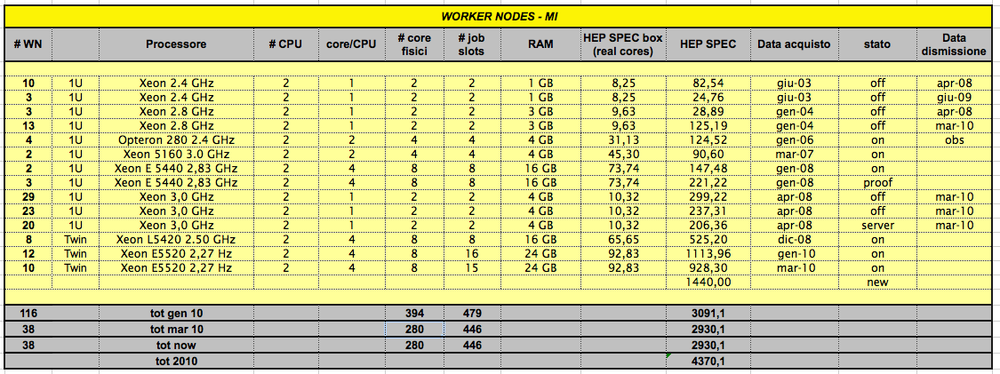 WORKER NODES - MI
# WN Processore # CPU core/CPU # core fisici # job slots RAM HEP SPEC box (real cores) HEP SPEC Data acquisto stato Data dismissione
10 1U Xeon 2.4 GHz 2 1 2 2 1 GB 8,25 82,54 giu-03 off apr-08
3 1U Xeon 2.4 GHz 2 1 2 2 1 GB 8,25 24,76 giu-03 off giu-09
3 1U Xeon 2.8 GHz 2 1 2 2 3 GB 9,63 28,89 gen-04 off apr-08
13 1U Xeon 2.8 GHz 2 1 2 2 3 GB 9,63 125,19 gen-04 off mar-10
4 1U Opteron 280 2.4 GHz 2 2 4 4 4 GB 31,13 124,52 gen-06 on obs
2 1U Xeon 5160 3.0 GHz 2 2 4 4 4 GB 45,30 90,60 mar-07 on
2 1U Xeon E 5440 2,83 GHz 2 4 8 8 16 GB 73,74 147,48 gen-08 on
3 1U Xeon E 5440 2,83 GHz 2 4 8 8 16 GB 73,74 221,22 gen-08 proof
29 1U Xeon 3,0 GHz 2 1 2 2 4 GB 10,32 299,22 apr-08 off mar-10
23 1U Xeon 3,0 GHz 2 1 2 2 4 GB 10,32 237,31 apr-08 off mar-10
20 1U Xeon 3,0 GHz 2 1 2 2 4 GB 10,32 206,36 apr-08 server mar-10
8 Twin Xeon L5420 2.50 GHz 2 4 8 8 16 GB 65,65 525,20 dic-08 on
12 Twin Xeon E5520 2,27 Hz 2 4 8 16 24 GB 92,83 1113,96 gen-10 on
10 Twin Xeon E5520 2,27 Hz 2 4 8 15 24 GB 92,83 928,30 mar-10 on
1440,00 new
116 tot gen 10 394 479 3091,1
38 tot mar 10 280 446 2930,1
38 tot now 280 446 2930,1
tot 2010 4370,1